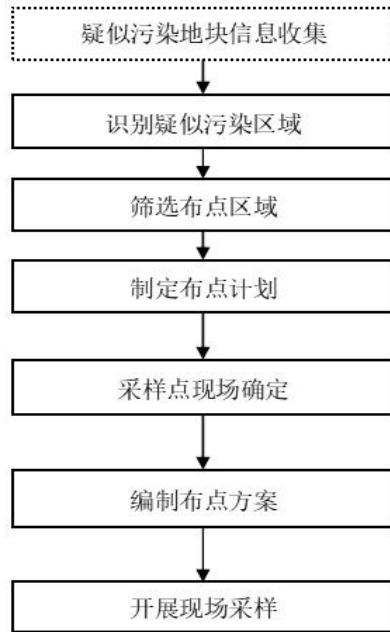 疑似污染地块信息收集
识别疑似污染区域
筛选布点区域
制定布点计划
采样点现场确定
编制布点方案
开展现场采样